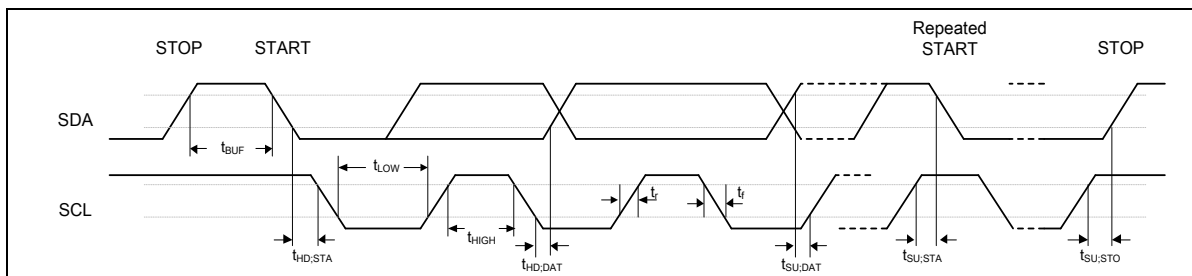 STOP
START
Repeated
START
STOP
SDA
tBUF
tLOW
SCL
tr
tf
tHIGH
tHD;STA
tHD;DAT
tSU;DAT
tSU;STA
tSU;STO